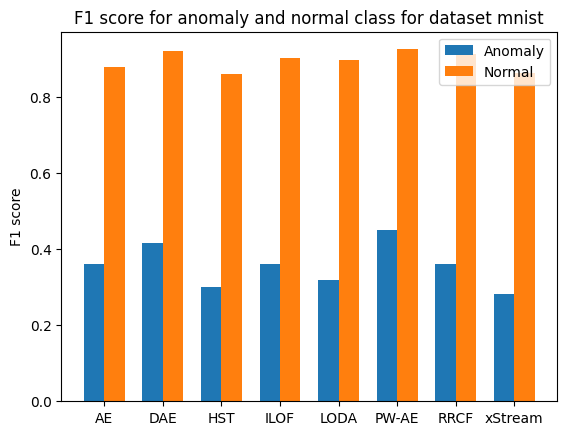 F1 score for anomaly and normal class for dataset mnist
Anomaly
Normal
F1 score
0.8
0.6
0.4
0.2
0.0
AE DAE HST ILOF LODA PW-AE RRCF xStream